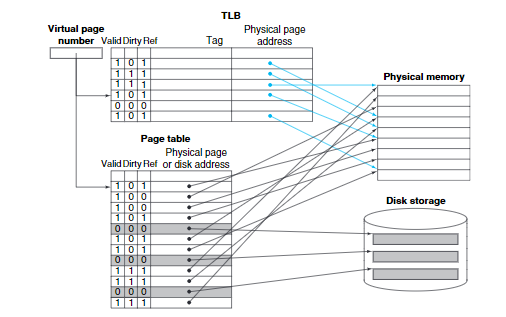 TLB
Virtual page
number
Valid Dirty Ref
Tag
Physical page
address
1 0 1
1 1 1
1 1 1
1 0 1
0 0 0
1 0 1
Physical memory
Page table
Physical page
Valid Dirty Ref or disk address
1 0 1
1 0 0
1 0 0
1 0 1
0 0 0
1 0 1
1 0 1
0 0 0
1 1 1
1 1 1
0 0 0
1 1 1
Disk storage